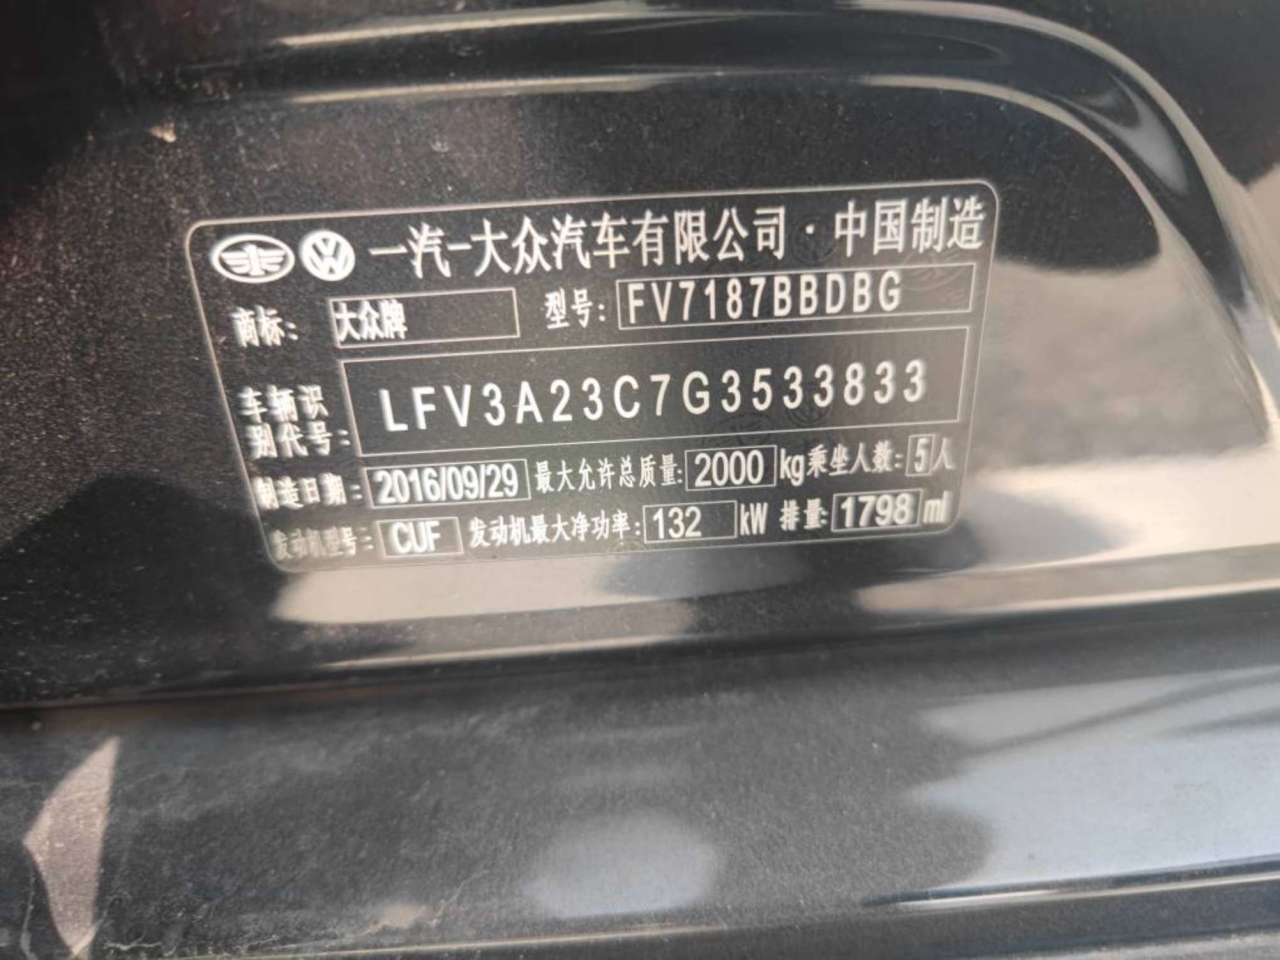 一汽-大众汽车有限公司·中国制造
商标: 大众牌 型号: FV7187BBDBG
车辆识别代号: LFV3A23C7G3533833
制造日期: 2016/09/29 最大允许总质量: 2000 kg 乘坐人数: 5 人
发动机型号: CUF 发动机最大净功率: 132 kW 排量: 1798 ml